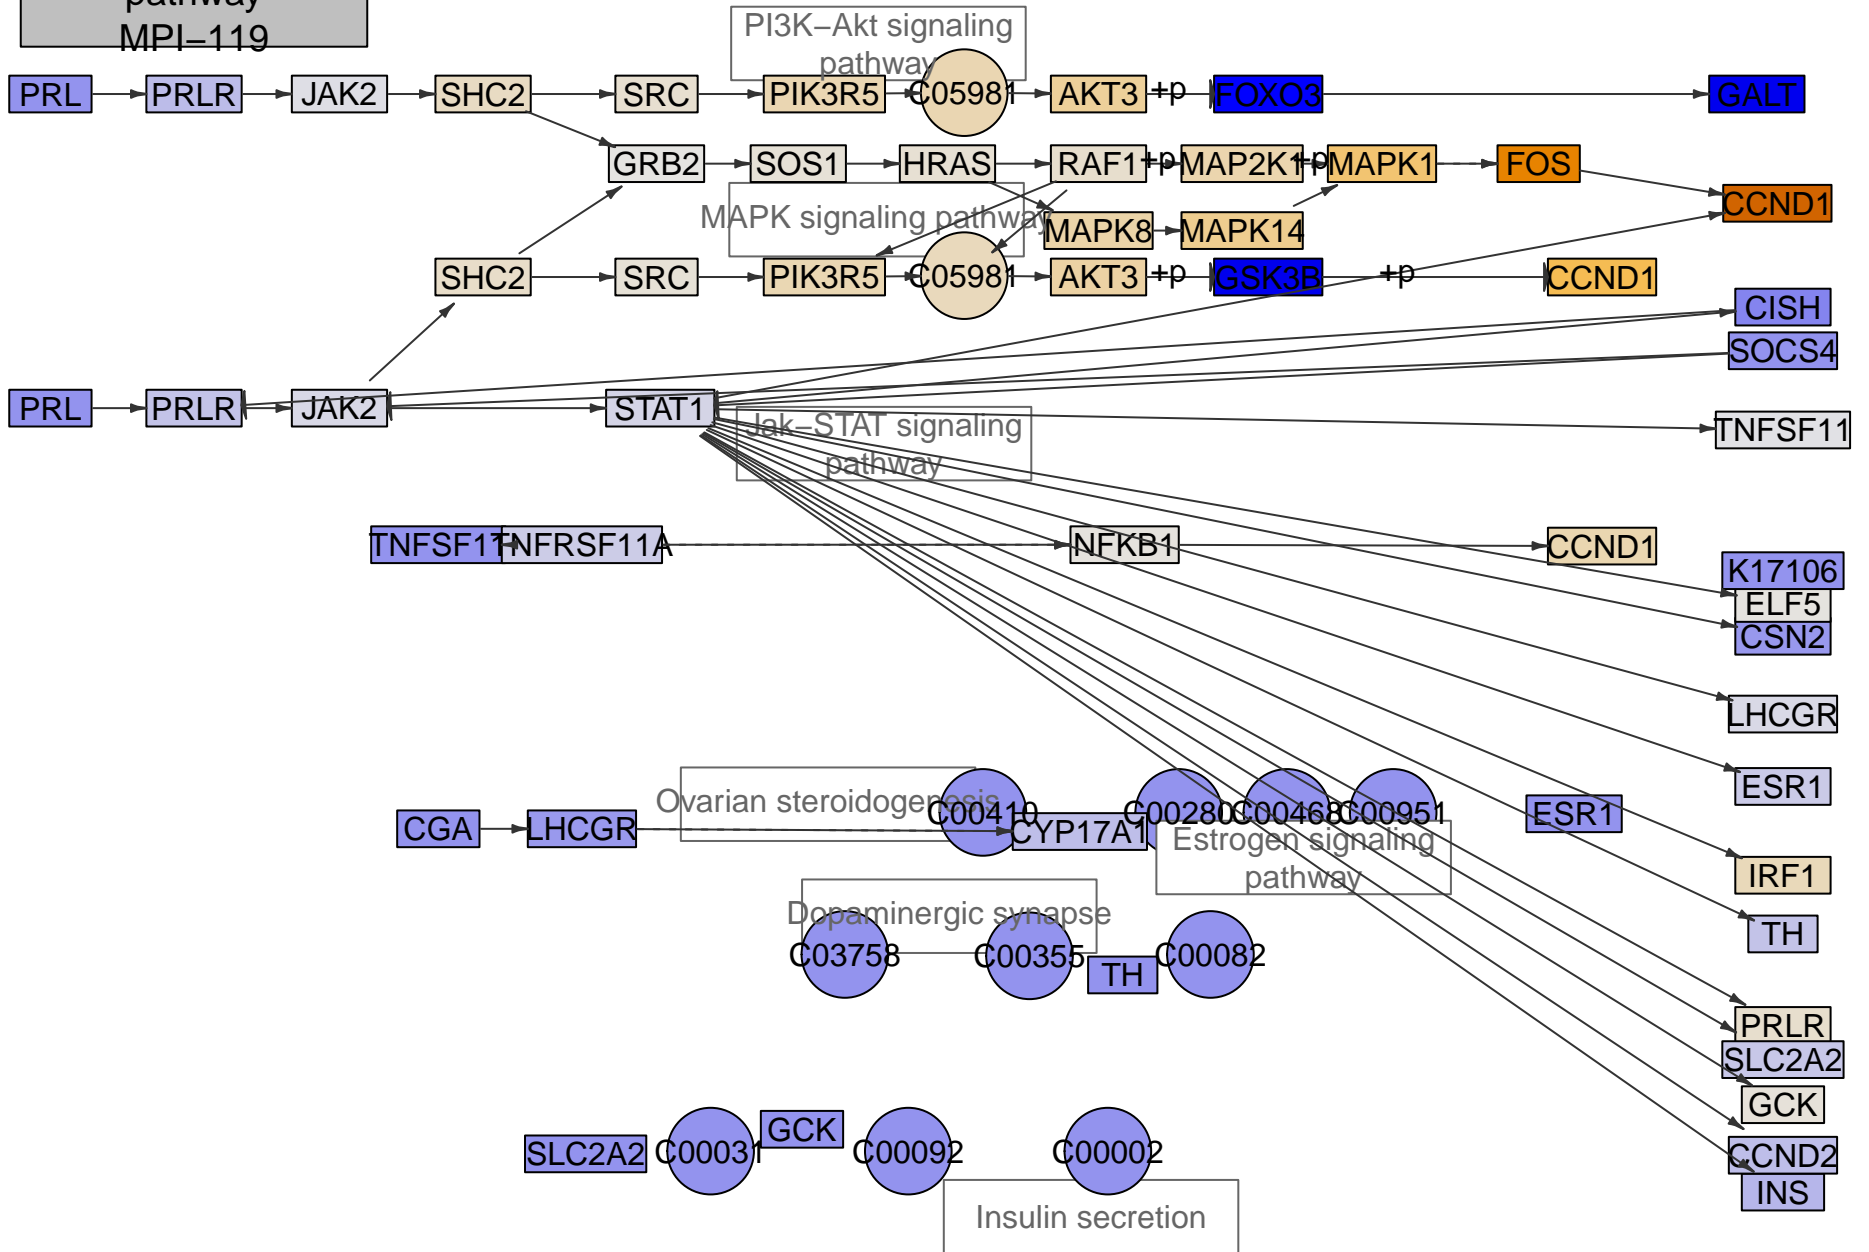 pathway
MPI−119
PI3K−Akt signaling
pathway
PRL
PRLR
JAK2
SHC2
SRC
PIK3R5
C05981
AKT3
+p
FOXO3
GALT
GRB2
SOS1
HRAS
RAF1
+p
MAP2K1
+p
MAPK1
FOS
CCND1
MAPK signaling pathway
MAPK8
MAPK14
SHC2
SRC
PIK3R5
C05981
AKT3
+p
GSK3B
+p
CCND1
CISH
SOCS4
PRL
PRLR
JAK2
STAT1
Jak−STAT signaling
pathway
TNFSF11
TNFSF11
TNFRSF11A
NFKB1
CCND1
K17106
ELF5
CSN2
LHCGR
ESR1
Ovarian steroidogenesis
C00410
C00280
C00468
C00951
ESR1
CGA
LHCGR
CYP17A1
Estrogen signaling
pathway
IRF1
Dopaminergic synapse
TH
C03758
C00355
TH
C00082
PRLR
SLC2A2
GCK
SLC2A2
C00031
GCK
C00092
C00002
CCND2
INS
Insulin secretion